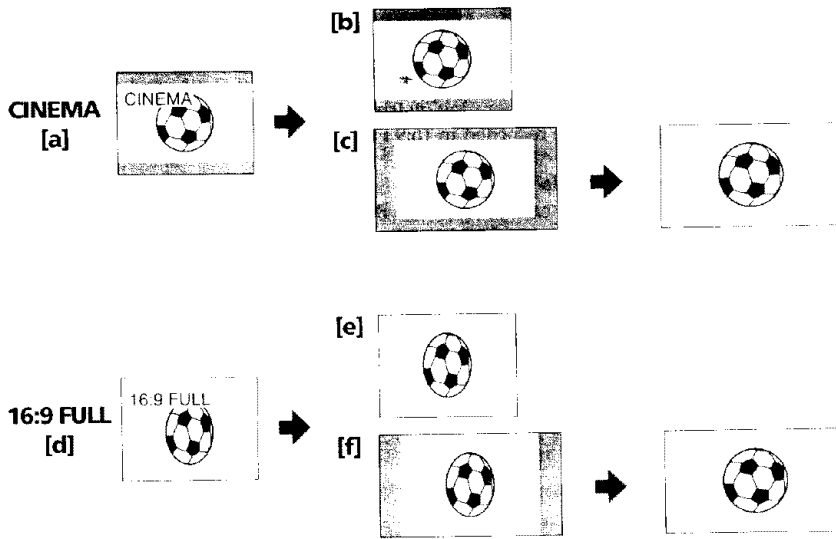 [b]
CINEMA
CINEMA
[a]
[c]
[e]
16:9 FULL
16:9 FULL
[d]
[f]